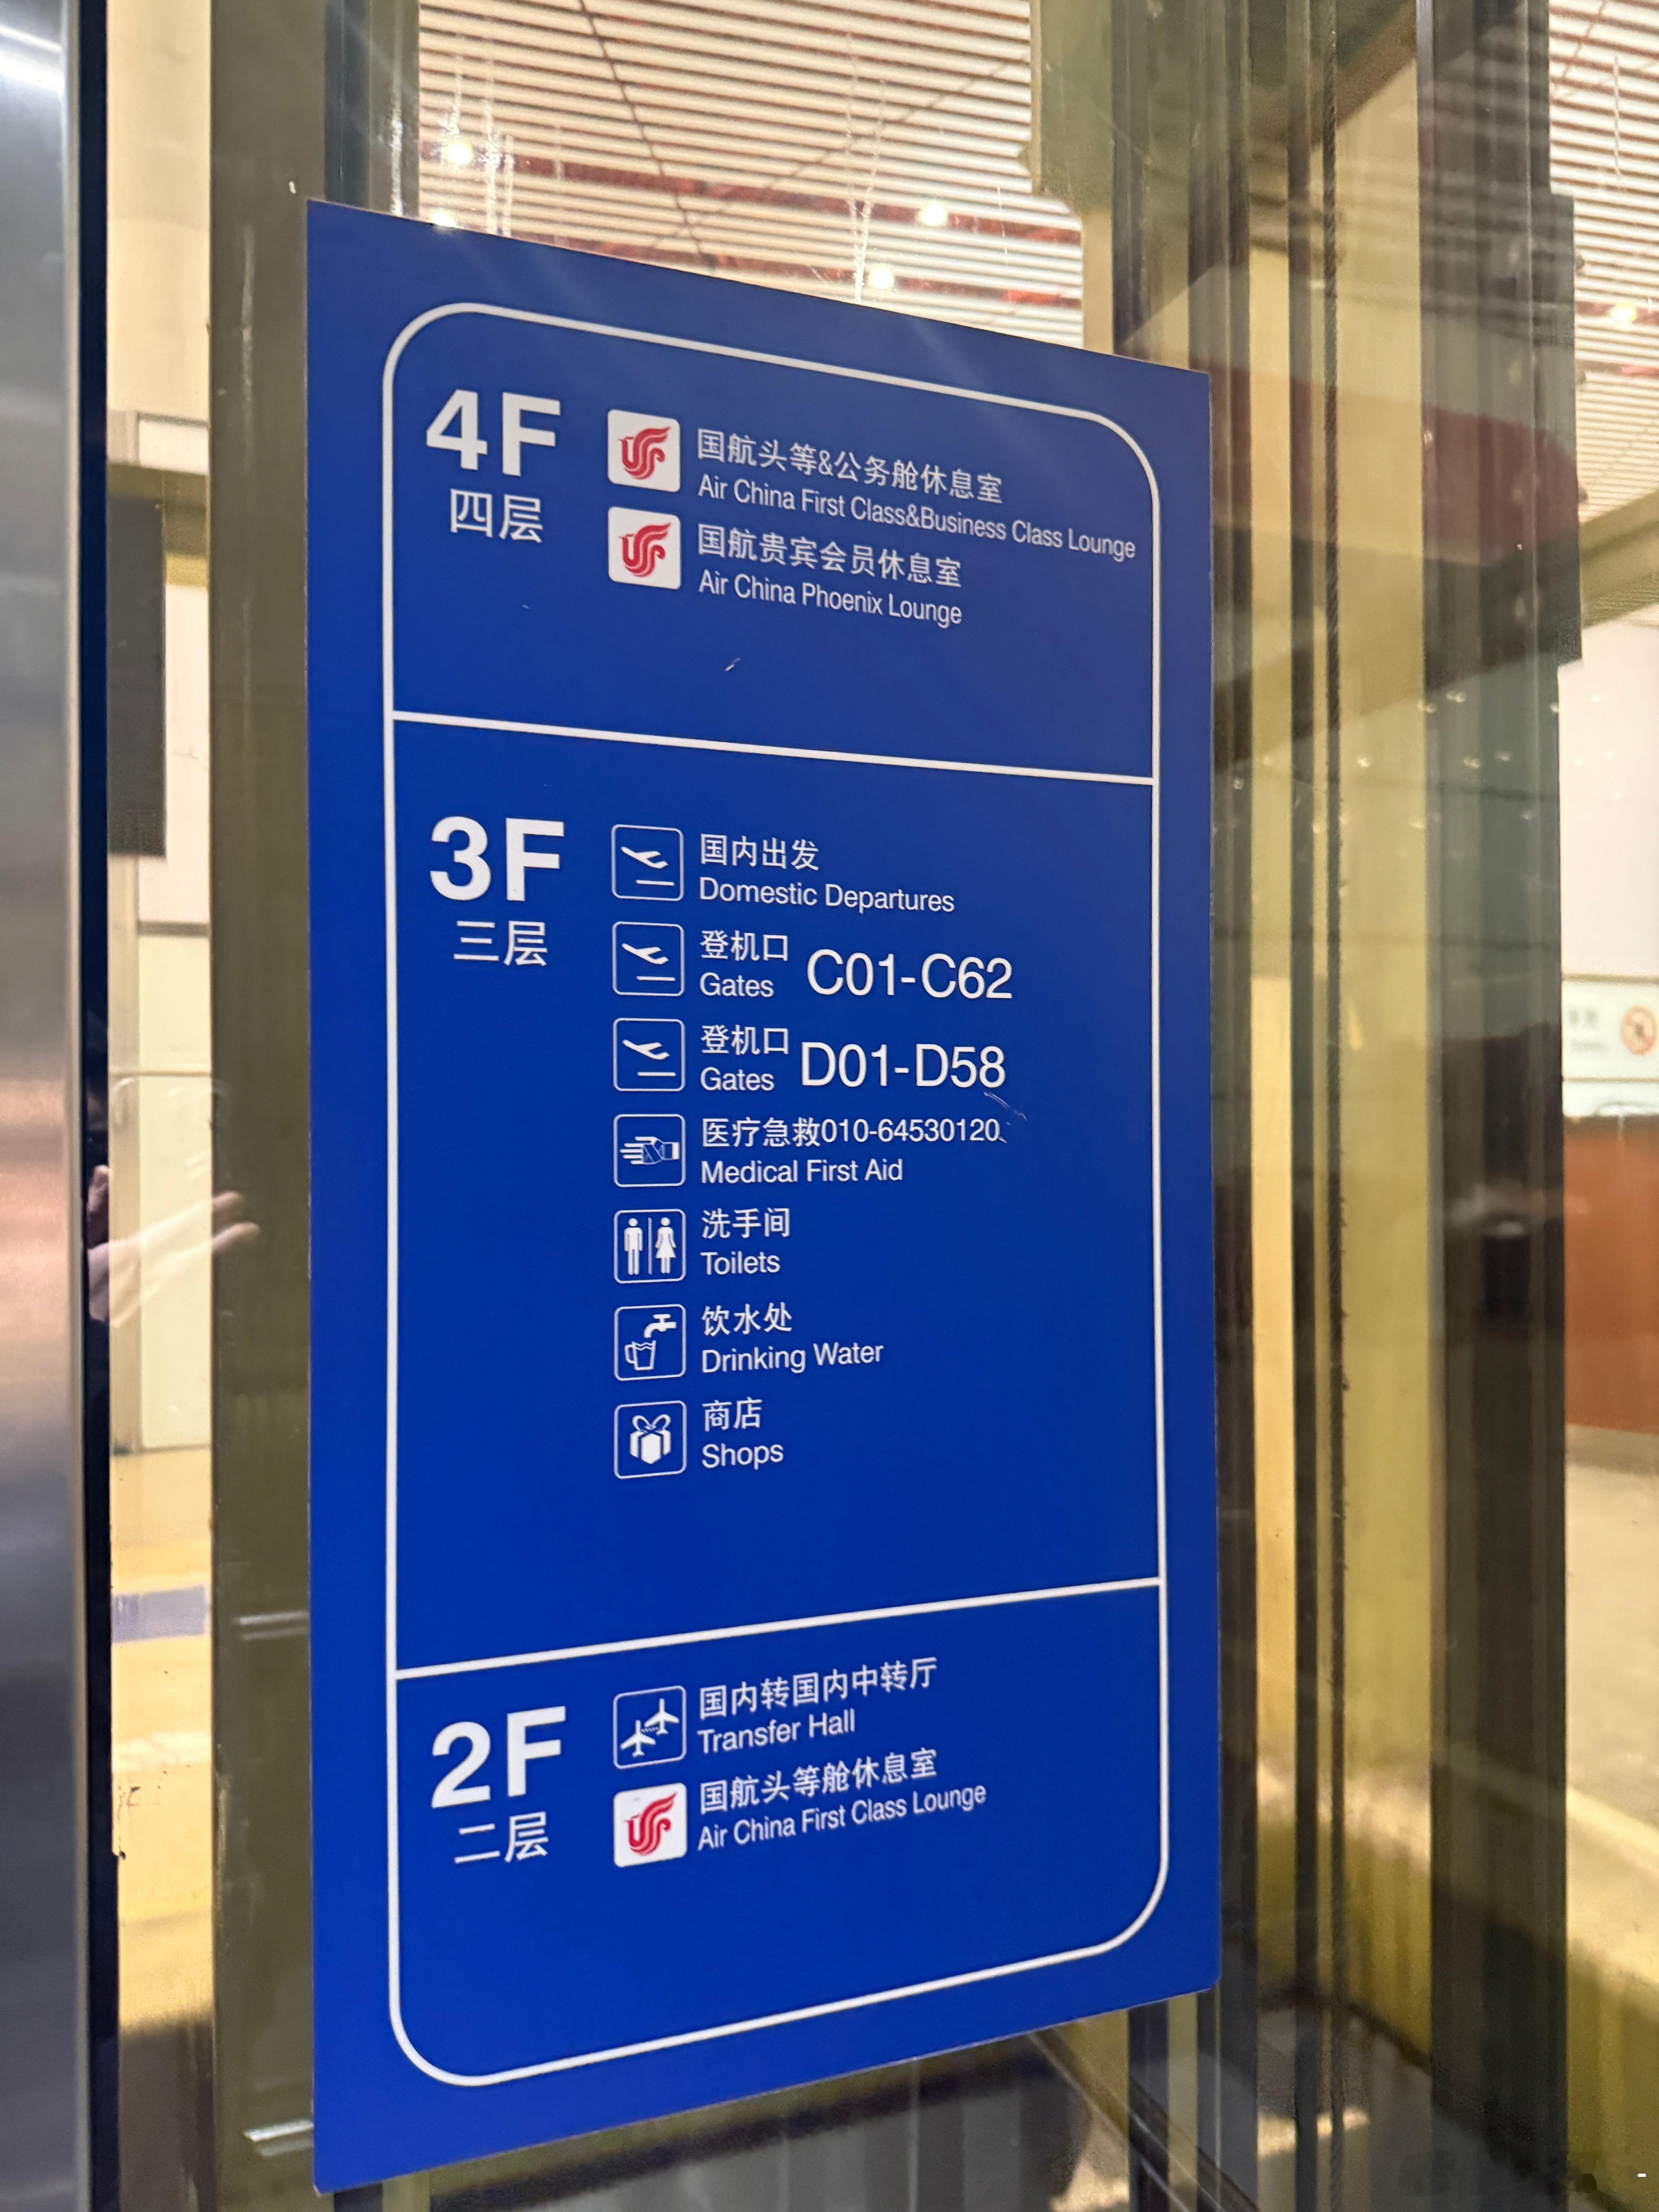 4F
四层
国航头等&公务舱休息室
Air China First Class&Business Class Lounge
国航贵宾会员休息室
Air China Phoenix Lounge
3F
三层
国内出发
Domestic Departures
登机口
Gates
C01-C62
登机口
Gates
D01-D58
医疗急救010-64530120
Medical First Aid
洗手间
Toilets
饮水处
Drinking Water
商店
Shops
2F
二层
国内转国内中转厅
Transfer Hall
国航头等舱休息室
Air China First Class Lounge